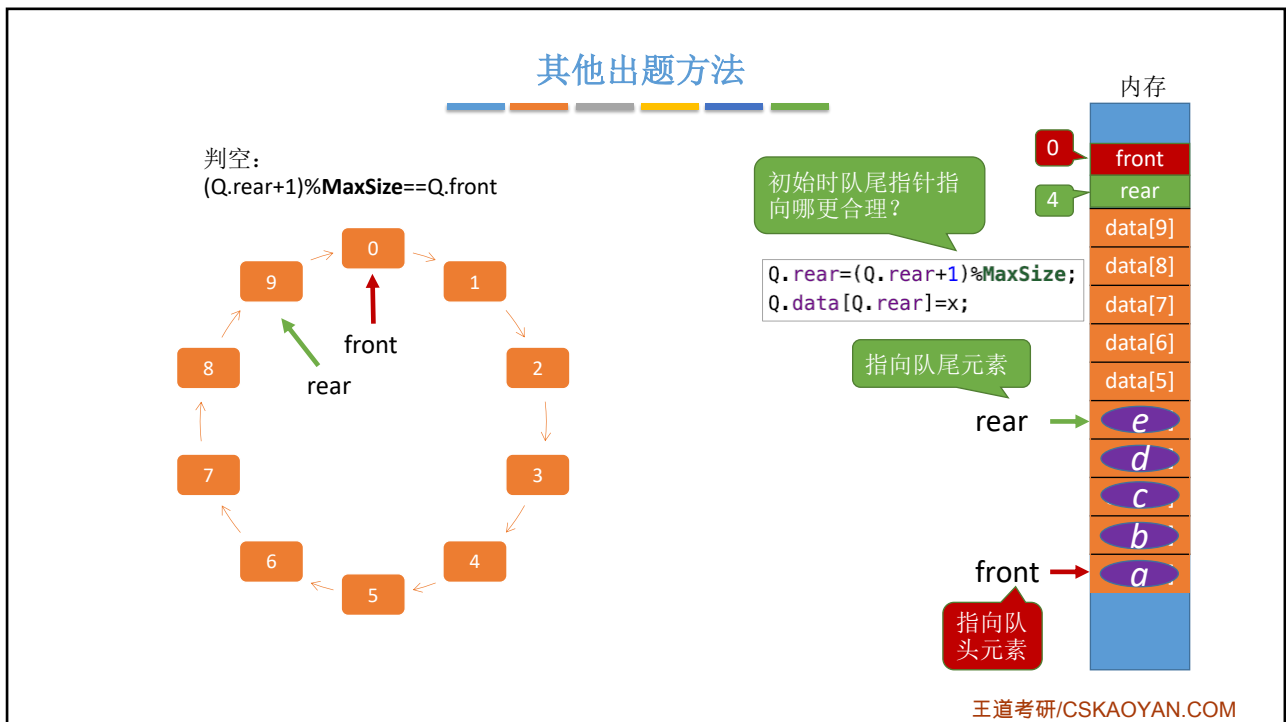 其他出题方法
判空：
(Q.rear+1)%MaxSize==Q.front
0
1
2
3
4
5
6
7
8
9
front
rear
初始时队尾指针指
向哪更合理？
Q.rear=(Q.rear+1)%MaxSize;
Q.data[Q.rear]=x;
指向队尾元素
rear
front
指向队
头元素
内存
0
front
4
rear
data[9]
data[8]
data[7]
data[6]
data[5]
e
d
c
b
a
王道考研/CSKAOYAN.COM